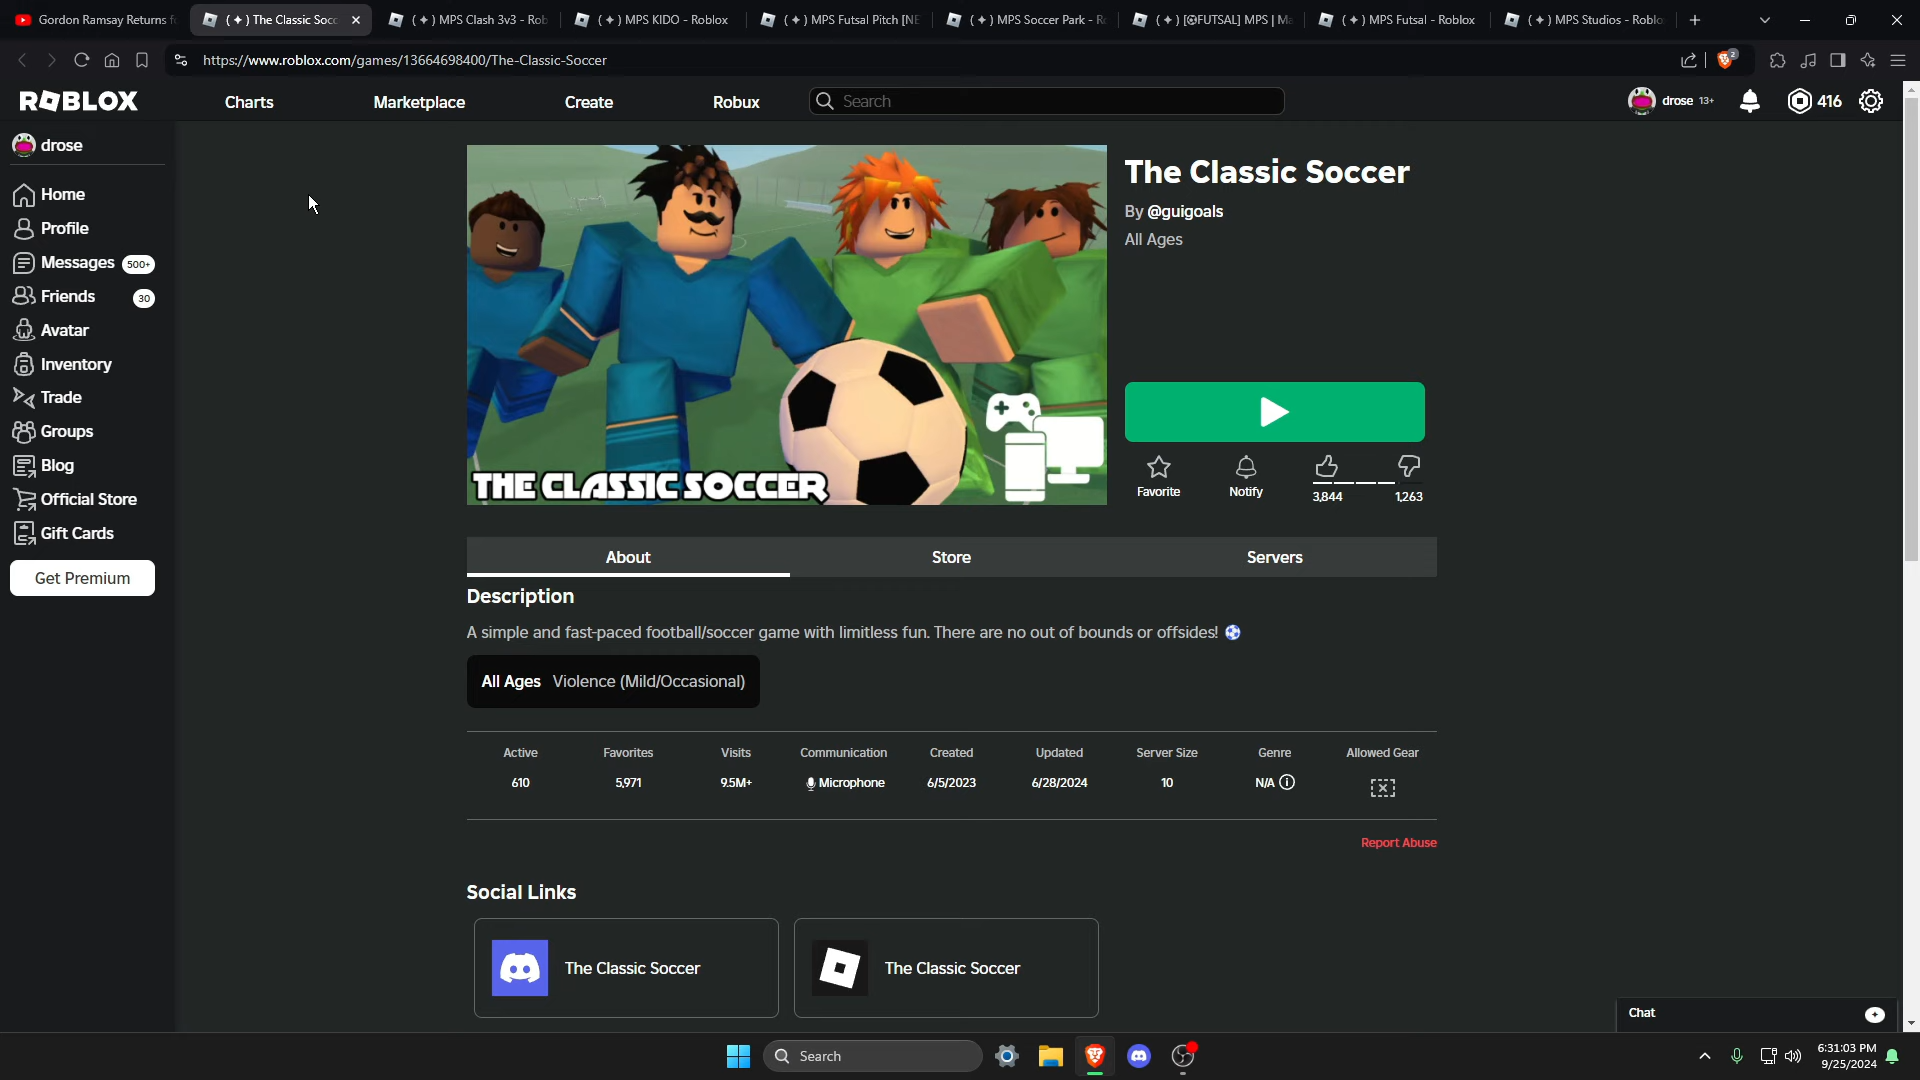 Gordon Ramsay Returns f
( ✦ ) The Classic Socc
( ✦ ) MPS Clash 3v3 - Rob
( ✦ ) MPS KIDO - Roblox
( ✦ ) MPS Futsal Pitch [NE
( ✦ ) MPS Soccer Park - R
( ✦ ) [⚽FUTSAL] MPS | Ma
( ✦ ) MPS Futsal - Roblox
( ✦ ) MPS Studios - Roblo
https://www.roblox.com/games/13664698400/The-Classic-Soccer
2
ROBLOX
Charts
Marketplace
Create
Robux
Search
drose 13+
416
drose
Home
Profile
Messages 500+
Friends 30
Avatar
Inventory
Trade
Groups
Blog
Official Store
Gift Cards
Get Premium
THE CLASSIC SOCCER
The Classic Soccer
By @guigoals
All Ages
Favorite
Notify
3,844
1,263
About
Store
Servers
Description
A simple and fast-paced football/soccer game with limitless fun. There are no out of bounds or offsides! ⚽
All Ages Violence (Mild/Occasional)
Active
Favorites
Visits
Communication
Created
Updated
Server Size
Genre
Allowed Gear
610
5,971
9.5M+
Microphone
6/5/2023
6/28/2024
10
N/A
Report Abuse
Social Links
The Classic Soccer
The Classic Soccer
Chat
Search
6:31:03 PM
9/25/2024